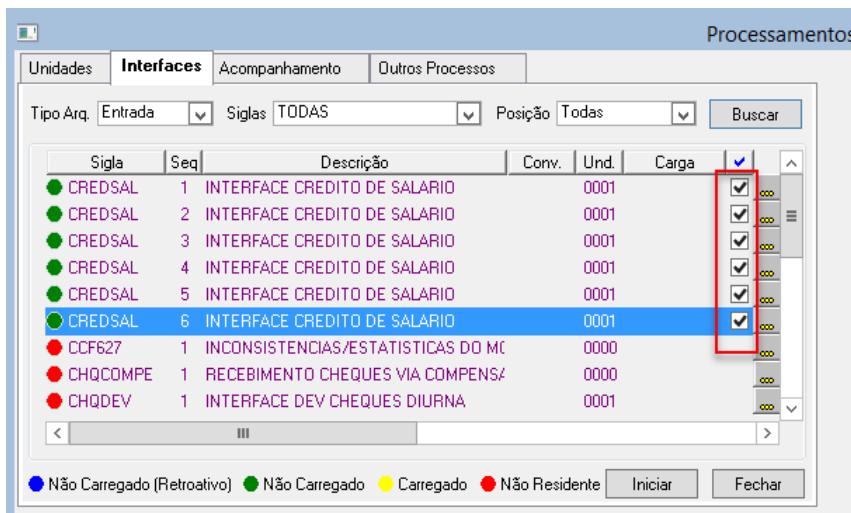 Processamentos
Unidades Interfaces Acompanhamento Outros Processos
Tipo Arq. Entrada Siglas TODAS Posição Todas Buscar
Sigla Seq Descrição Conv. Und. Carga
CREDSAL 1 INTERFACE CREDITO DE SALARIO 0001
CREDSAL 2 INTERFACE CREDITO DE SALARIO 0001
CREDSAL 3 INTERFACE CREDITO DE SALARIO 0001
CREDSAL 4 INTERFACE CREDITO DE SALARIO 0001
CREDSAL 5 INTERFACE CREDITO DE SALARIO 0001
CREDSAL 6 INTERFACE CREDITO DE SALARIO 0001
CCF627 1 INCONSISTENCIAS/ESTATISTICAS DO MC 0000
CHQCOMPE 1 RECEBIMENTO CHEQUES VIA COMPENSA 0000
CHQDEV 1 INTERFACE DEV CHEQUES DIURNA 0001
Não Carregado (Retroativo) Não Carregado Carregado Não Residente Iniciar Fechar